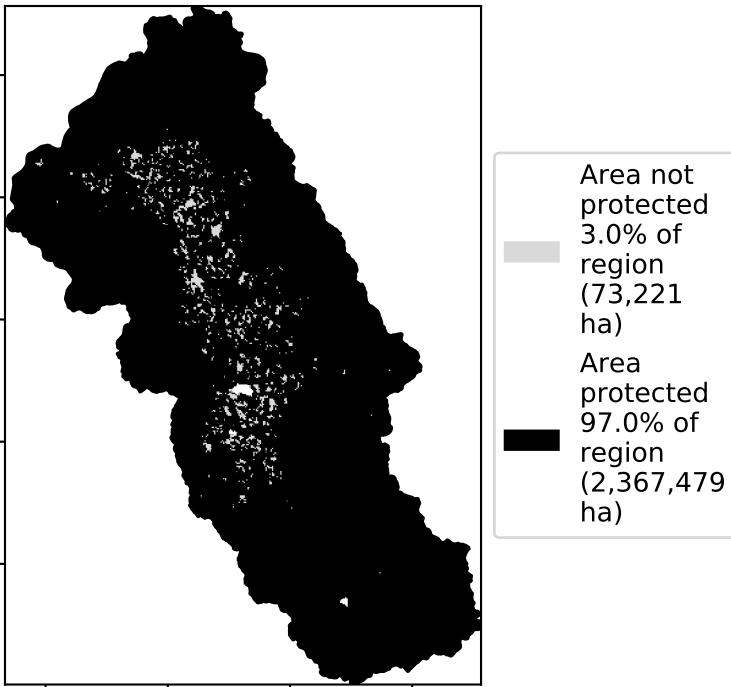 Area not
protected
3.0% of
region
(73,221
ha)
Area
protected
97.0% of
region
(2,367,479
ha)